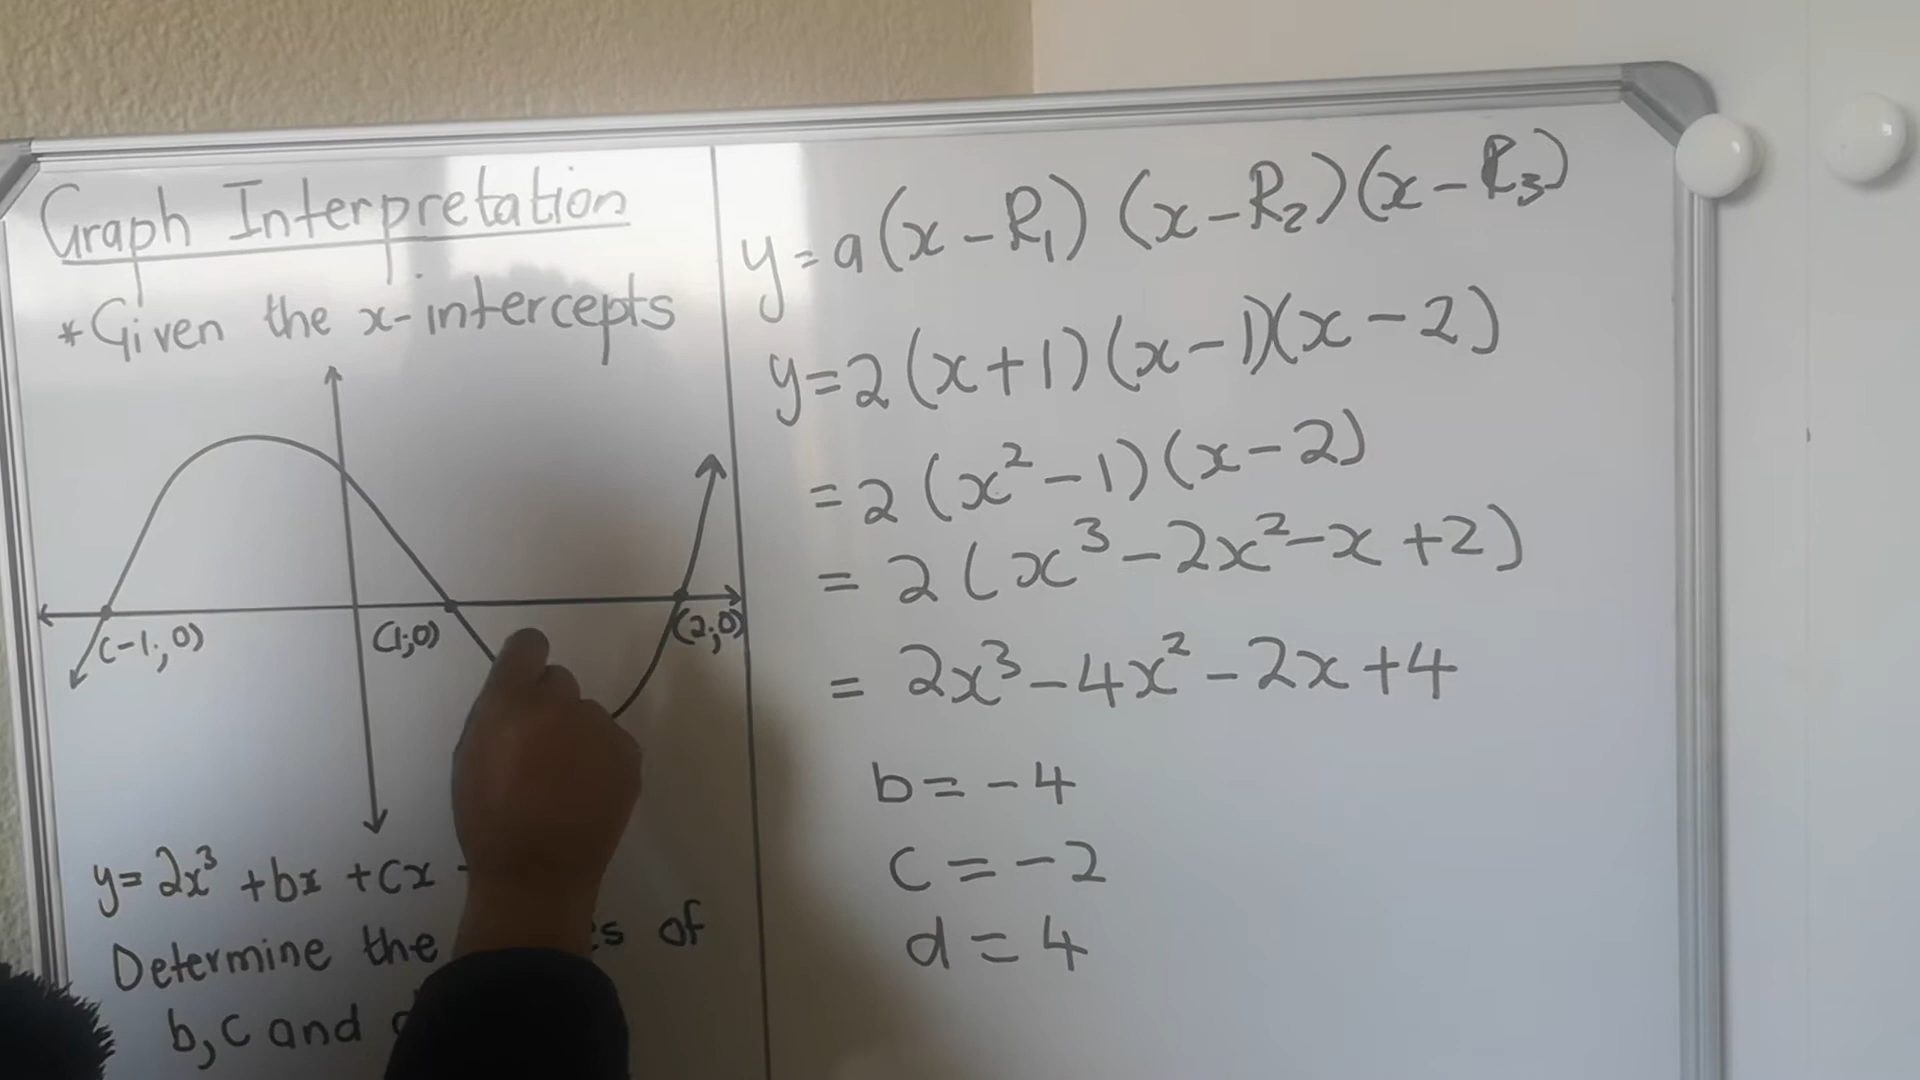 Graph Interpretation
* Given the x-intercepts
(-1;0)
(1;0)
(2;0)
y=2x³ +bx +cx
Determine the of
b,c and
y=a(x-R₁)(x-R₂)(x-R₃)
y=2(x+1)(x-1)(x-2)
=2(x²-1)(x-2)
=2(x³-2x²-x+2)
=2x³-4x²-2x+4
b=-4
c=-2
d=4